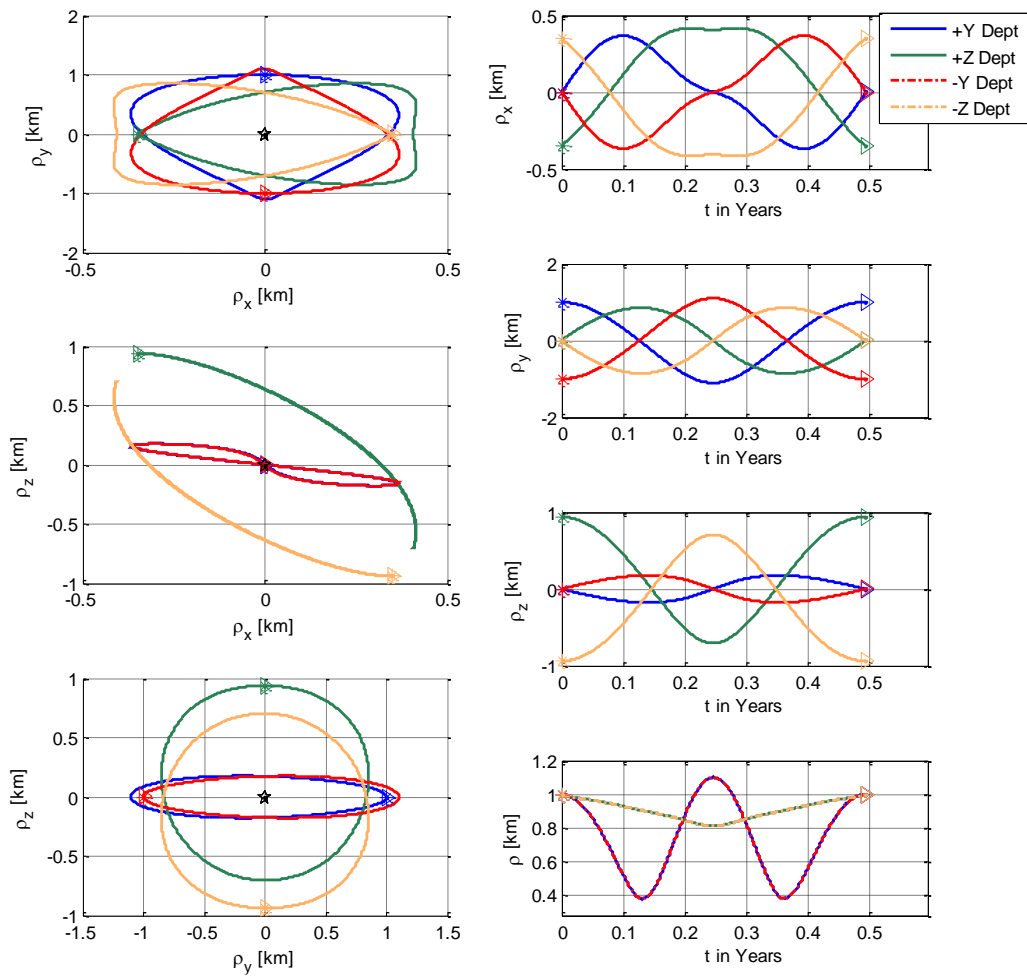 2
1
0
-1
-2
-0.5
0
0.5
ρy [km]
ρx [km]
1
0.5
0
-0.5
-1
-0.5
0
0.5
ρz [km]
ρx [km]
1
0.5
0
-0.5
-1
-1.5
-1
-0.5
0
0.5
1
1.5
ρz [km]
ρy [km]
0.5
0
-0.5
0 0.1 0.2 0.3 0.4 0.5
ρx [km]
t in Years
+Y Dept
+Z Dept
-Y Dept
-Z Dept
2
0
-2
0 0.1 0.2 0.3 0.4 0.5
ρy [km]
t in Years
1
0
-1
0 0.1 0.2 0.3 0.4 0.5
ρz [km]
t in Years
1.2
1
0.8
0.6
0.4
0 0.1 0.2 0.3 0.4 0.5
ρ [km]
t in Years